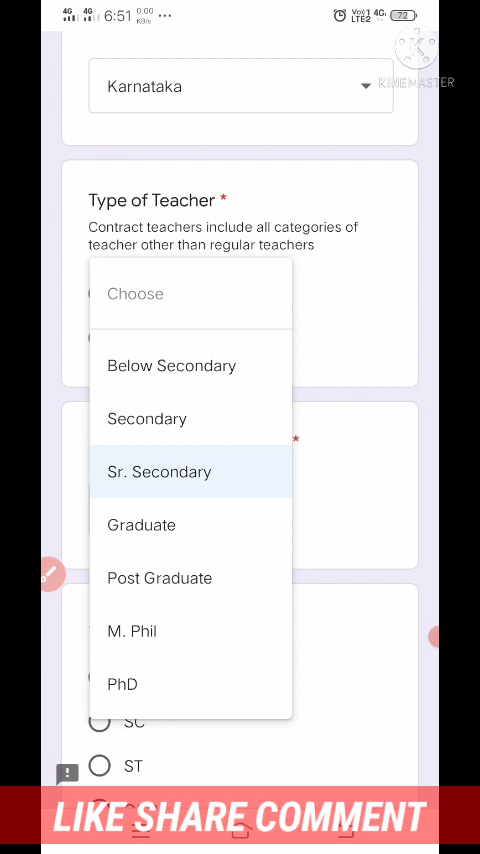 4G 4G 6:51 0.00 KB/s ...
Vo)) 1 LTE2 4G 72
K
KINEMASTER
Karnataka
Type of Teacher *
Contract teachers include all categories of
teacher other than regular teachers
Choose
Below Secondary
Secondary
*
Sr. Secondary
Graduate
Post Graduate
M. Phil
PhD
SC
ST
LIKE SHARE COMMENT